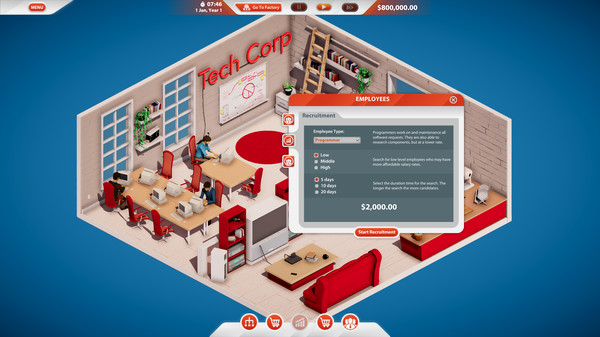 MENU
07:46
1 Jan, Year 1
Go To Factory
$800,000.00
Tech Corp
EMPLOYEES
Recruitment
Employee Type:
Programmer
Programmers work on and maintenance all
software requests. They are also able to
research components, but at a lower rate.
Low
Middle
High
Search for low level employees who may have
more affordable salary rates.
5 days
10 days
20 days
Select the duration time for the search. The
longer the search the more candidates.
$2,000.00
Start Recruitment